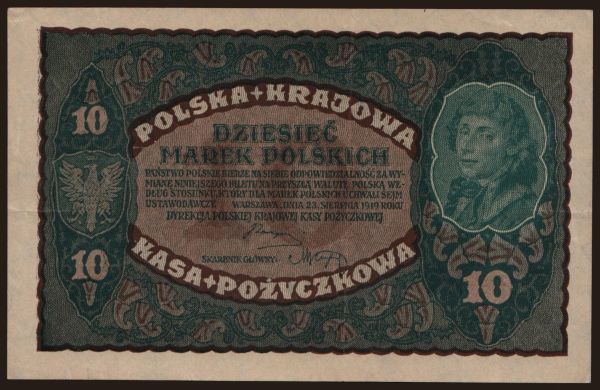 10
POLSKA + KRAJOWA
DZIESIĘĆ
MAREK POLSKICH
PAŃSTWO POLSKIE BIERZE NA SIEBIE ODPOWIEDZIALNOŚĆ ZA WY-
MIANĘ NINIEJSZEGO BILETU NA PRZYSZŁĄ WALUTĘ POLSKĄ WE-
DŁUG STOSUNKU, KTÓRY DLA MAREK POLSKICH UCHWALI SEJM
USTAWODAWCZY. WARSZAWA, DNIA 23. SIERPNIA 1919 ROKU
DYREKCJA POLSKIEJ KRAJOWEJ KASY POŻYCZKOWEJ
SKARBNIK GŁÓWNY:
KASA + POŻYCZKOWA
10
10